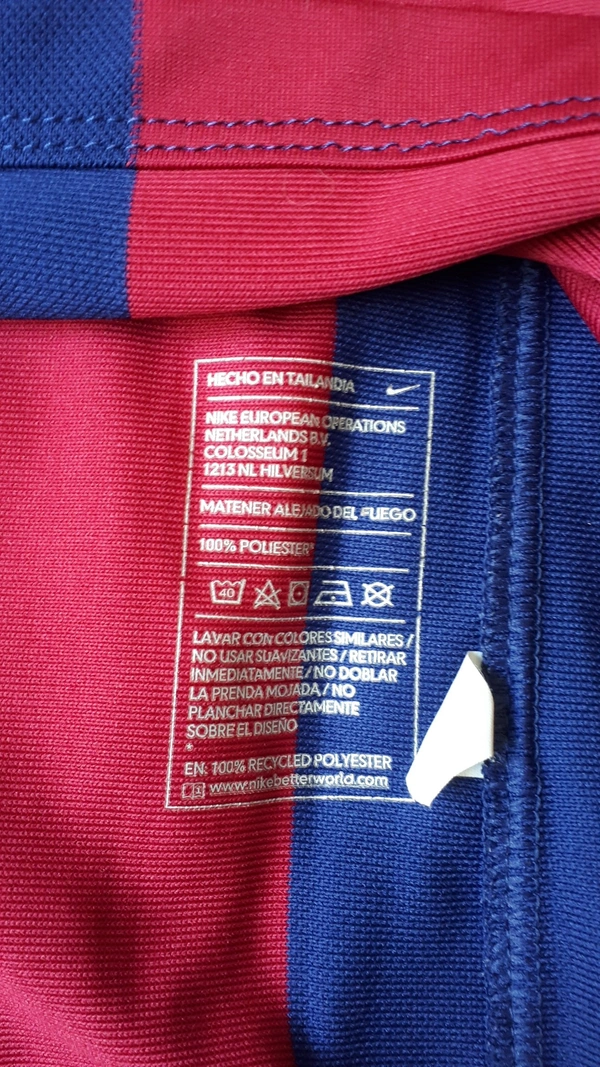 HECHO EN TAILANDIA
NIKE EUROPEAN OPERATIONS
NETHERLANDS B.V.
COLOSSEUM 1
1213 NL HILVERSUM
MATENER ALEJADO DEL FUEGO
100% POLIESTER*
40
LAVAR CON COLORES SIMILARES /
NO USAR SUAVIZANTES / RETIRAR
INMEDIATAMENTE / NO DOBLAR
LA PRENDA MOJADA / NO
PLANCHAR DIRECTAMENTE
SOBRE EL DISEÑO
*
EN: 100% RECYCLED POLYESTER
www.nikebetterworld.com